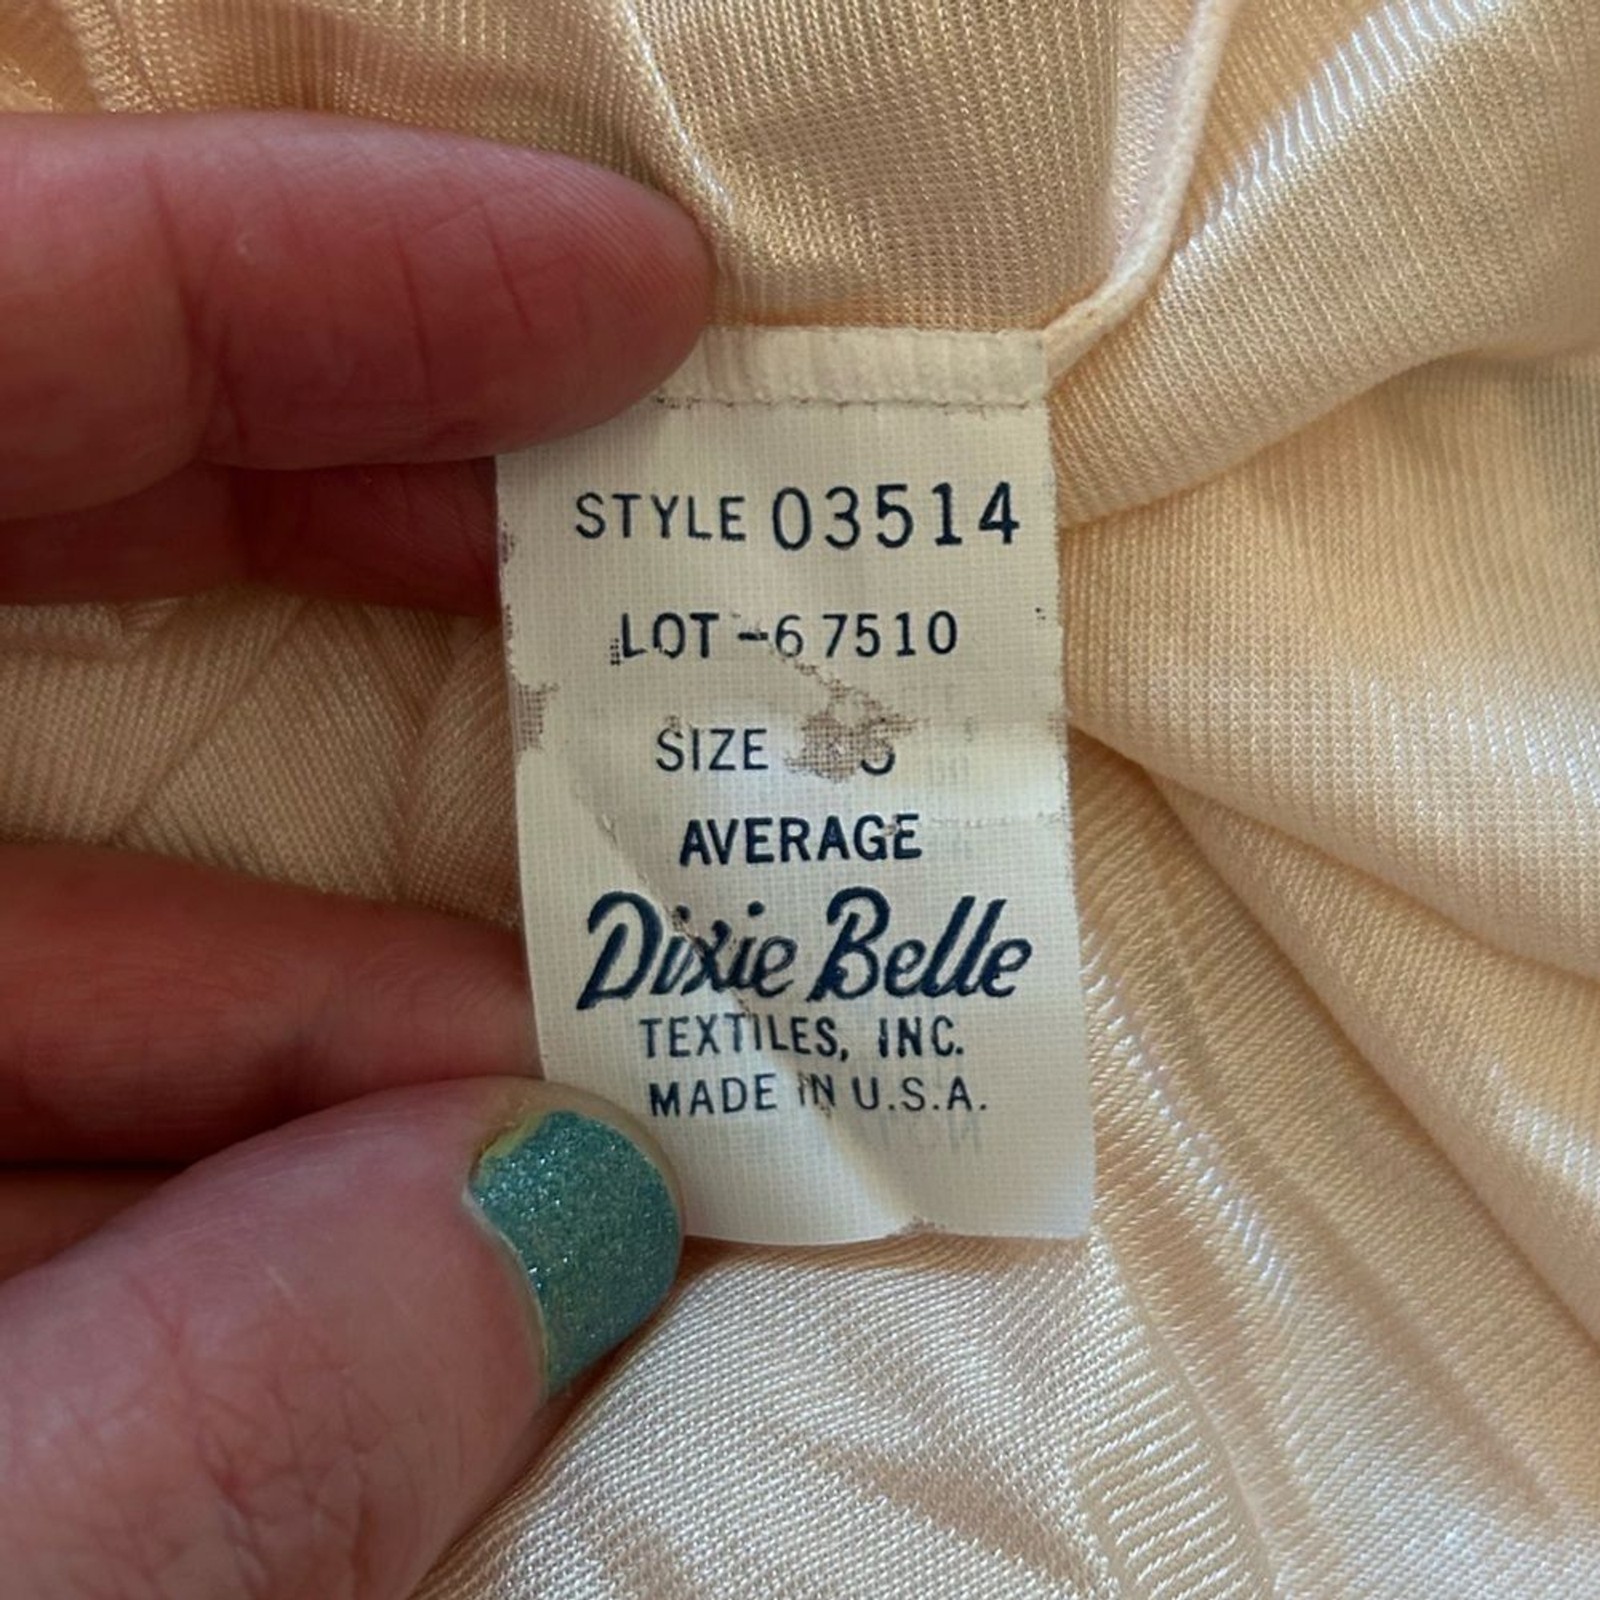 STYLE 03514
LOT -67510
SIZE
AVERAGE
Dixie Belle
TEXTILES, INC.
MADE IN U.S.A.